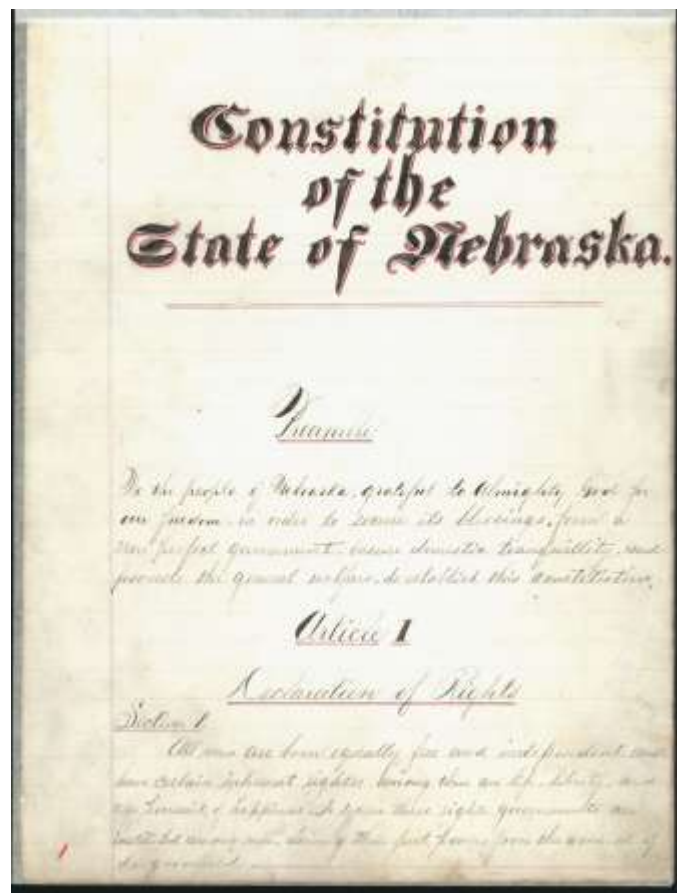 Constitution
of the
State of Nebraska.
Preamble
We the people of Nebraska, grateful to Almighty God for
our freedom, in order to secure its blessings, form a
more perfect government, insure domestic tranquillity, and
promote the general welfare, do establish this constitution.
Article I
Declaration of Rights
Section 1
All men are born equally free and independent and
have certain inherent rights, among them are life, liberty, and
the pursuit of happiness. To these rights governments are
instituted among men, deriving their just powers from the consent of
the governed